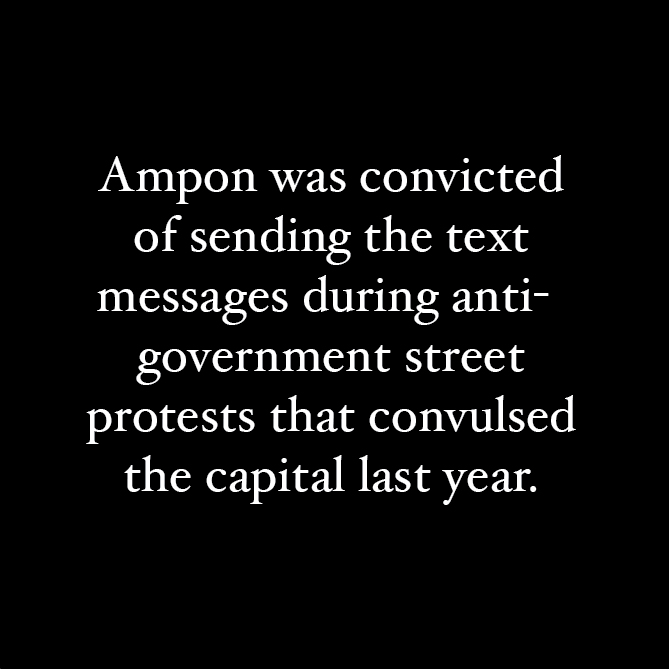 Ampon was convicted
of sending the text
messages during anti-
government street
protests that convulsed
the capital last year.